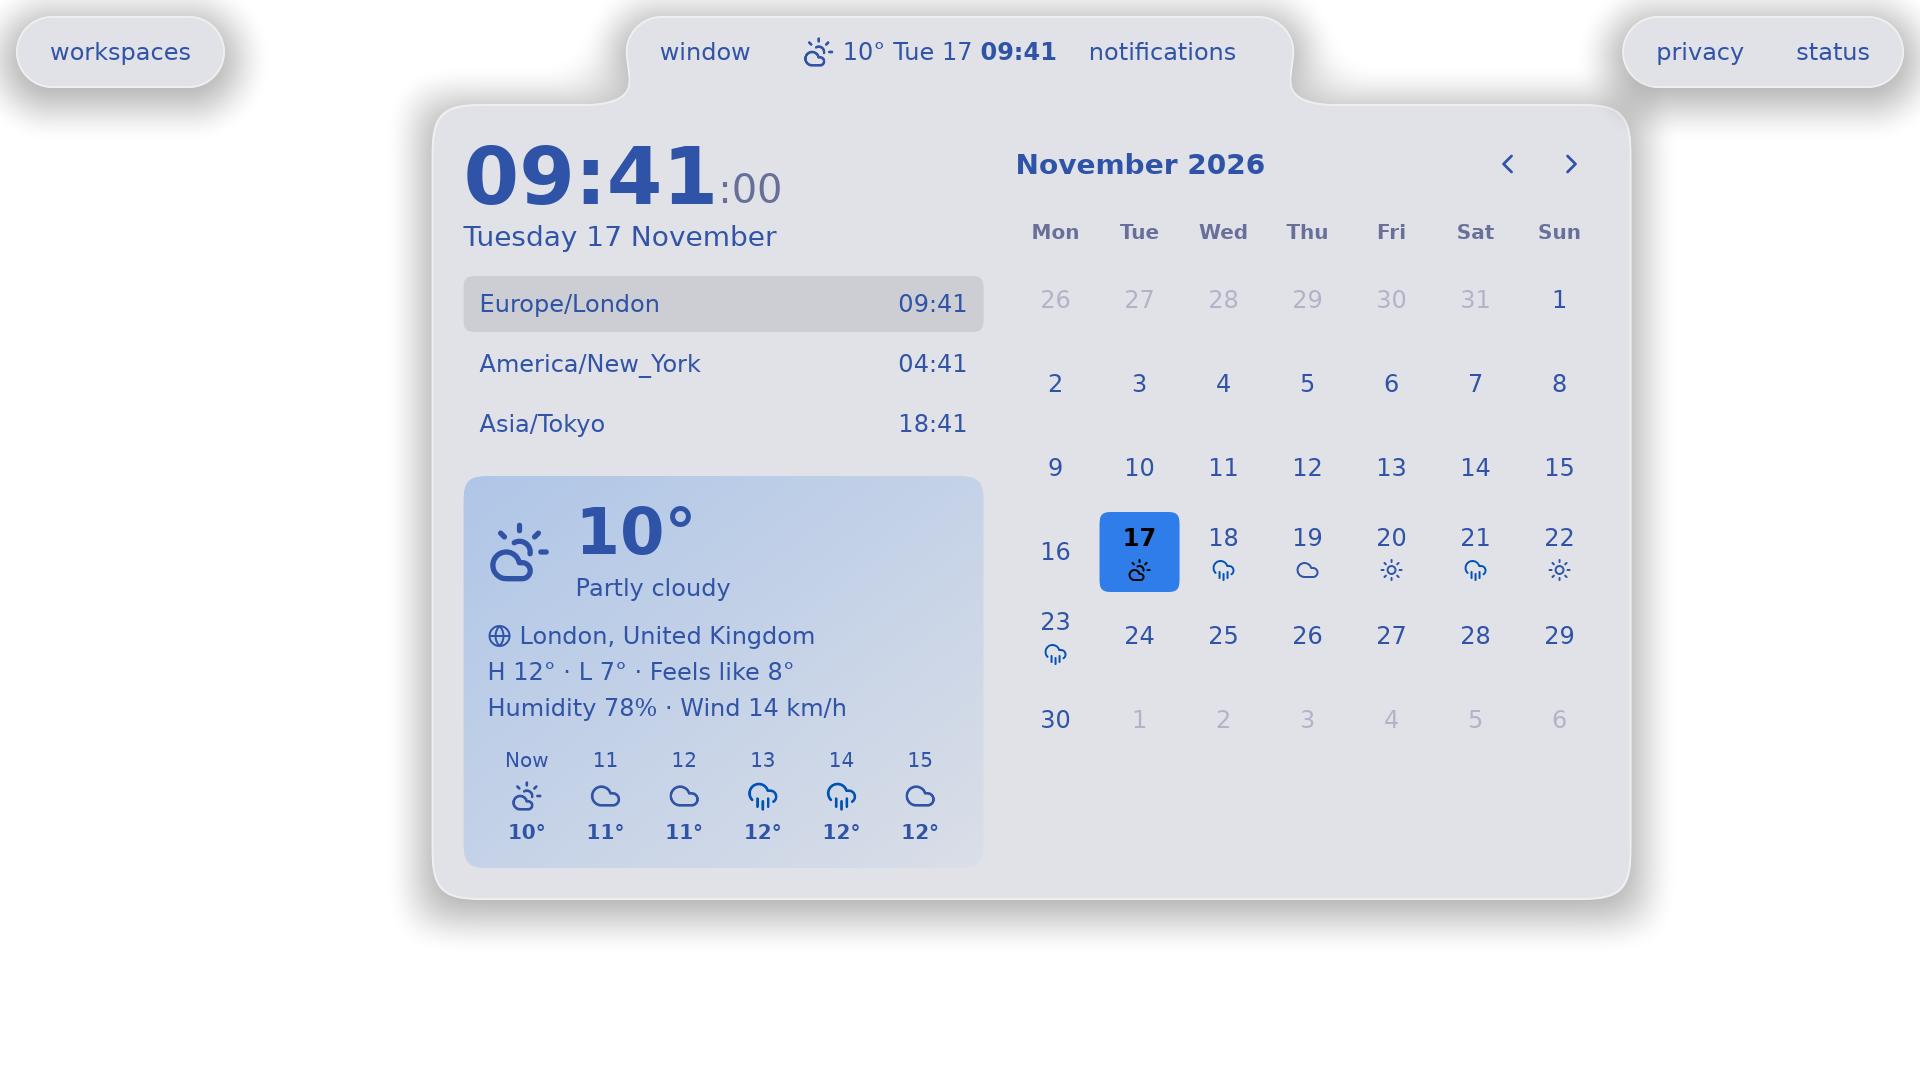 workspaces
window 10° Tue 17 09:41 notifications
privacy status
09:41:00
Tuesday 17 November
Europe/London 09:41
America/New_York 04:41
Asia/Tokyo 18:41
10°
Partly cloudy
London, United Kingdom
H 12° · L 7° · Feels like 8°
Humidity 78% · Wind 14 km/h
Now 11 12 13 14 15
10° 11° 11° 12° 12° 12°
November 2026
Mon Tue Wed Thu Fri Sat Sun
26 27 28 29 30 31 1
2 3 4 5 6 7 8
9 10 11 12 13 14 15
16 17 18 19 20 21 22
23 24 25 26 27 28 29
30 1 2 3 4 5 6